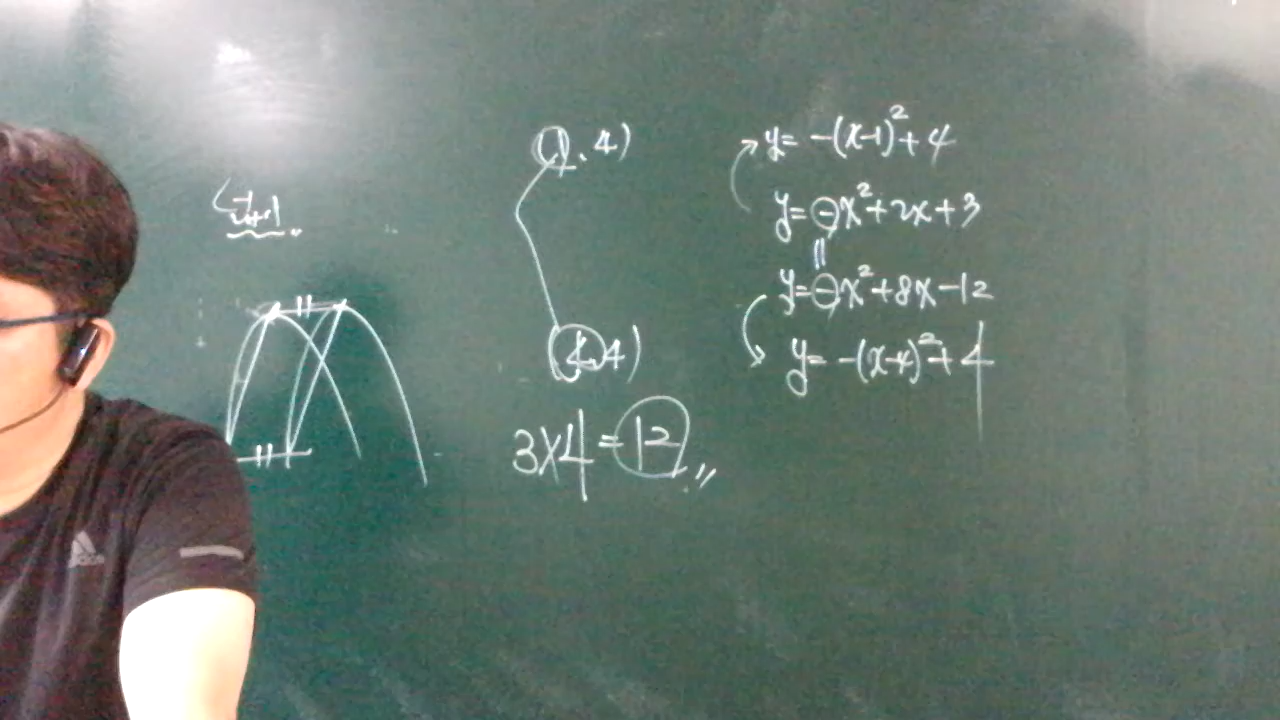 (1, 4)
(4, 4)
3×4=12
y= -(x-1)²+4
y=-x²+2x+3
y=-x²+8x-12
y= -(x-4)²+4
adidas